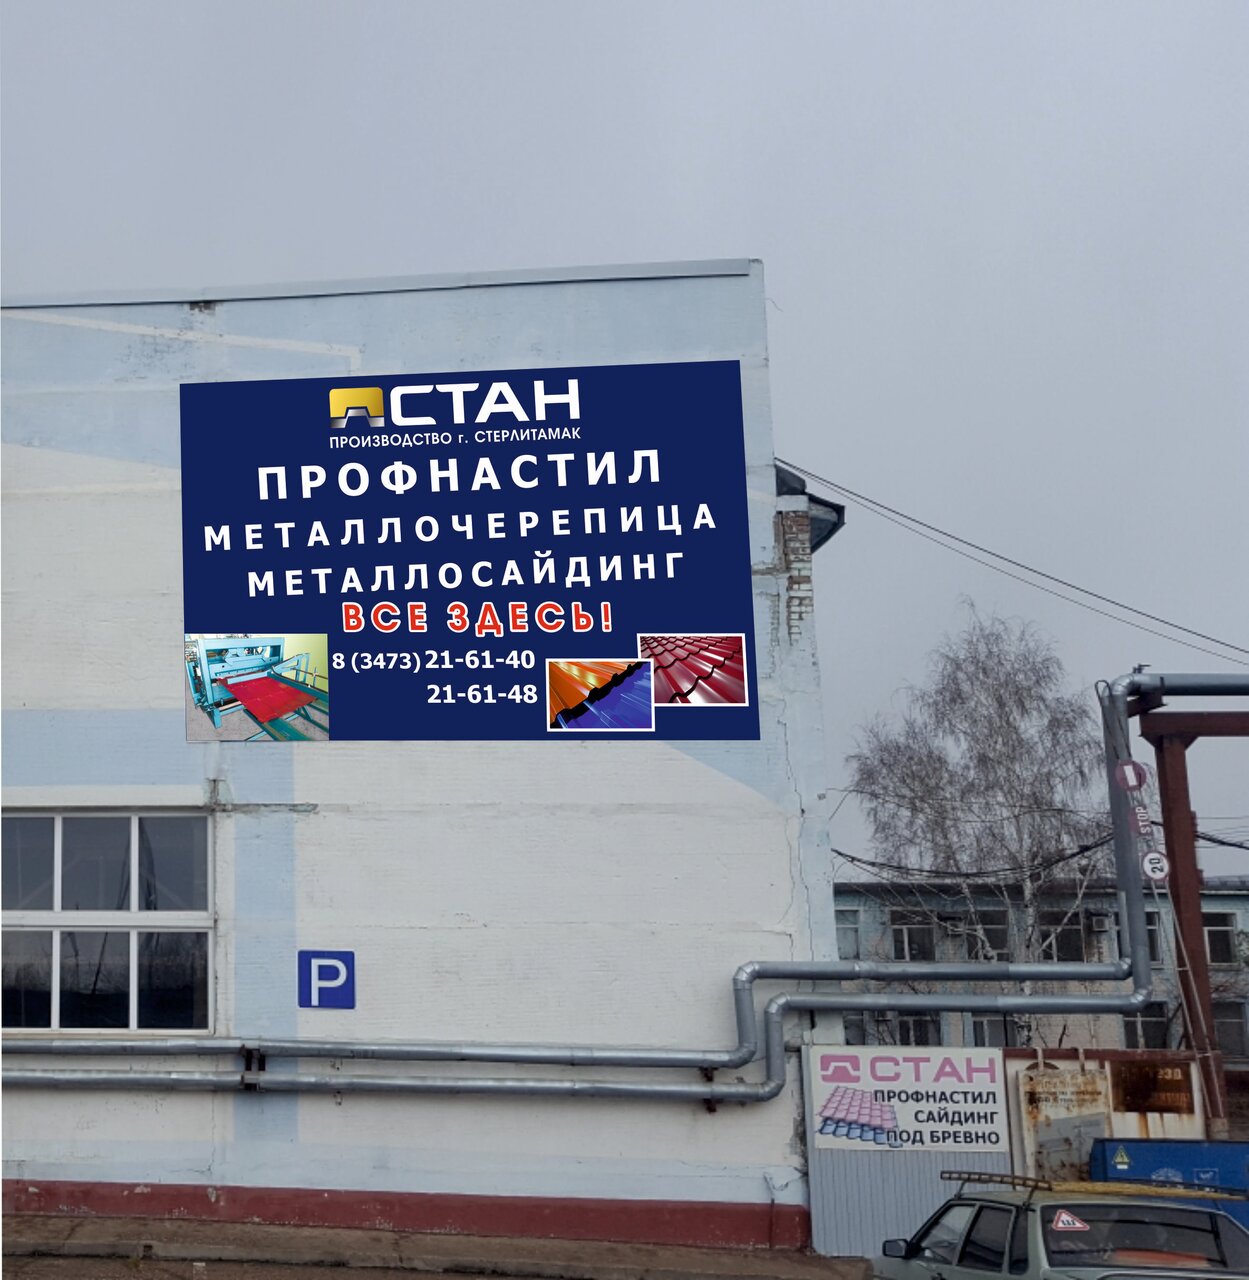 СТАН
ПРОИЗВОДСТВО г. СТЕРЛИТАМАК
ПРОФНАСТИЛ
МЕТАЛЛОЧЕРЕПИЦА
МЕТАЛЛОСАЙДИНГ
ВСЕ ЗДЕСЬ!
8 (3473) 21-61-40
21-61-48
P
STOP
20
СТАН
ПРОФНАСТИЛ
САЙДИНГ
ПОД БРЕВНО
Ш